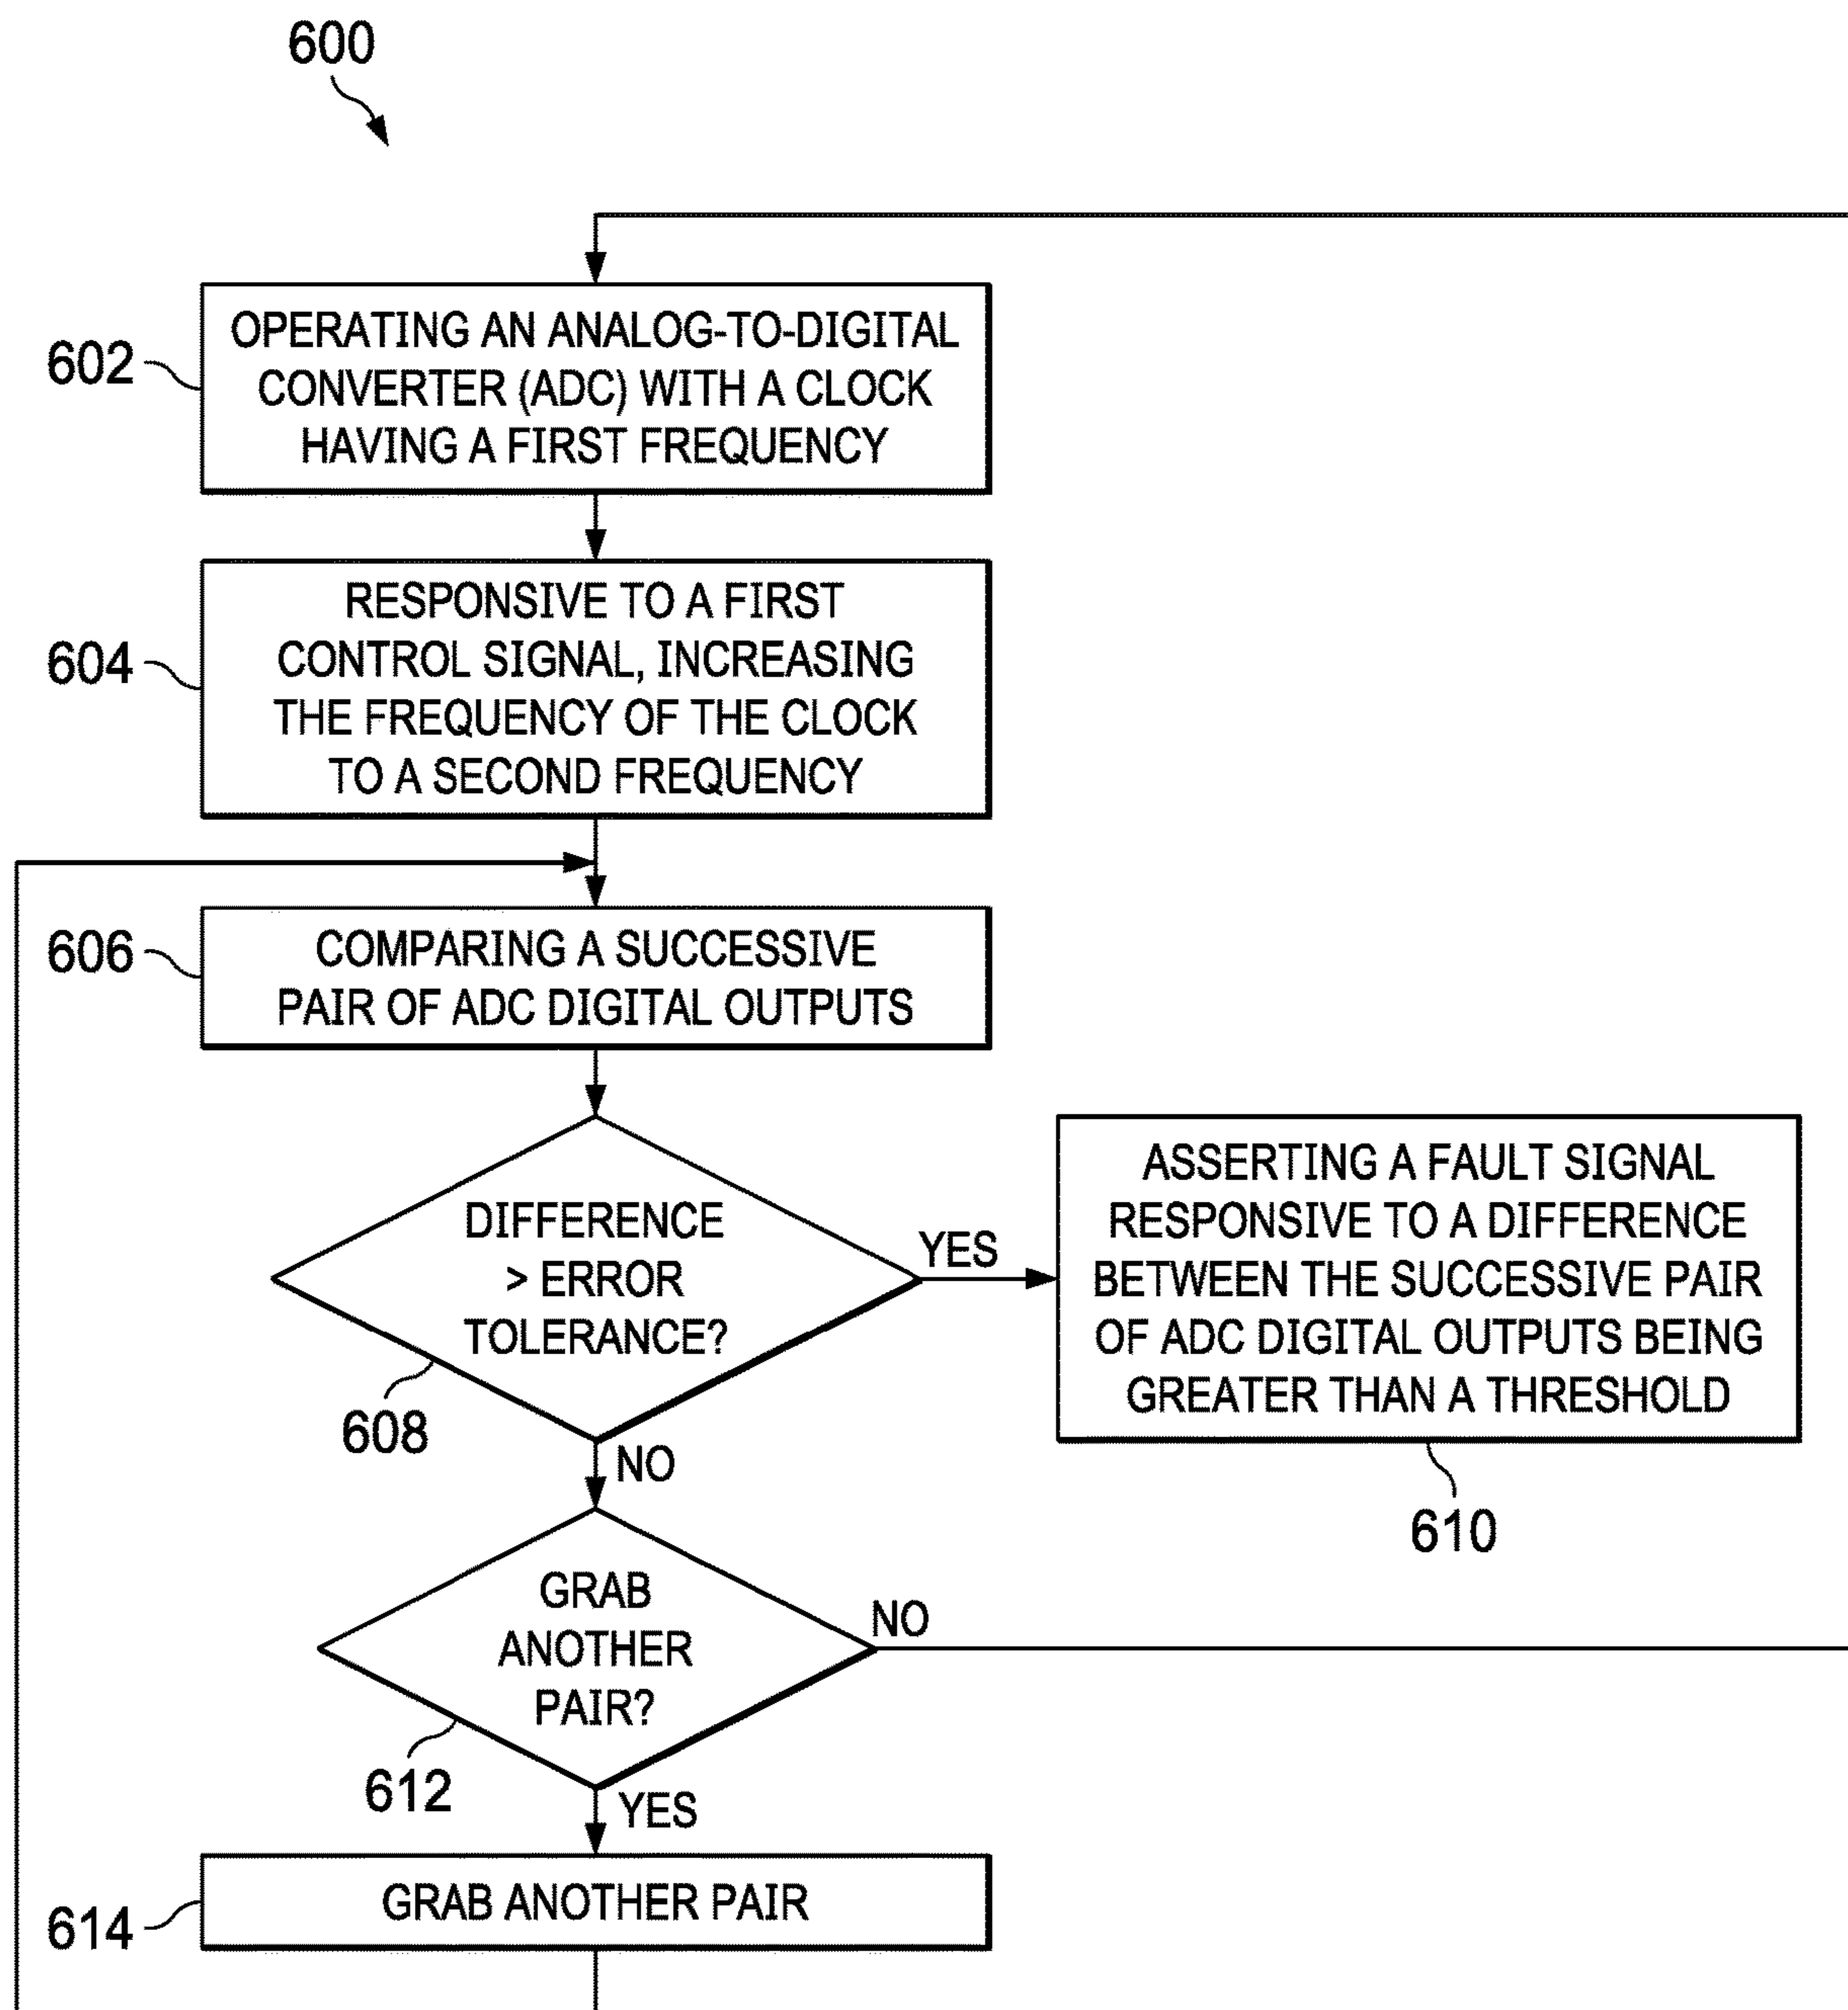 600
602
OPERATING AN ANALOG-TO-DIGITAL
CONVERTER (ADC) WITH A CLOCK
HAVING A FIRST FREQUENCY
604
RESPONSIVE TO A FIRST
CONTROL SIGNAL, INCREASING
THE FREQUENCY OF THE CLOCK
TO A SECOND FREQUENCY
606
COMPARING A SUCCESSIVE
PAIR OF ADC DIGITAL OUTPUTS
DIFFERENCE
> ERROR
TOLERANCE?
608
YES
ASSERTING A FAULT SIGNAL
RESPONSIVE TO A DIFFERENCE
BETWEEN THE SUCCESSIVE PAIR
OF ADC DIGITAL OUTPUTS BEING
GREATER THAN A THRESHOLD
610
NO
GRAB
ANOTHER
PAIR?
612
NO
YES
614
GRAB ANOTHER PAIR